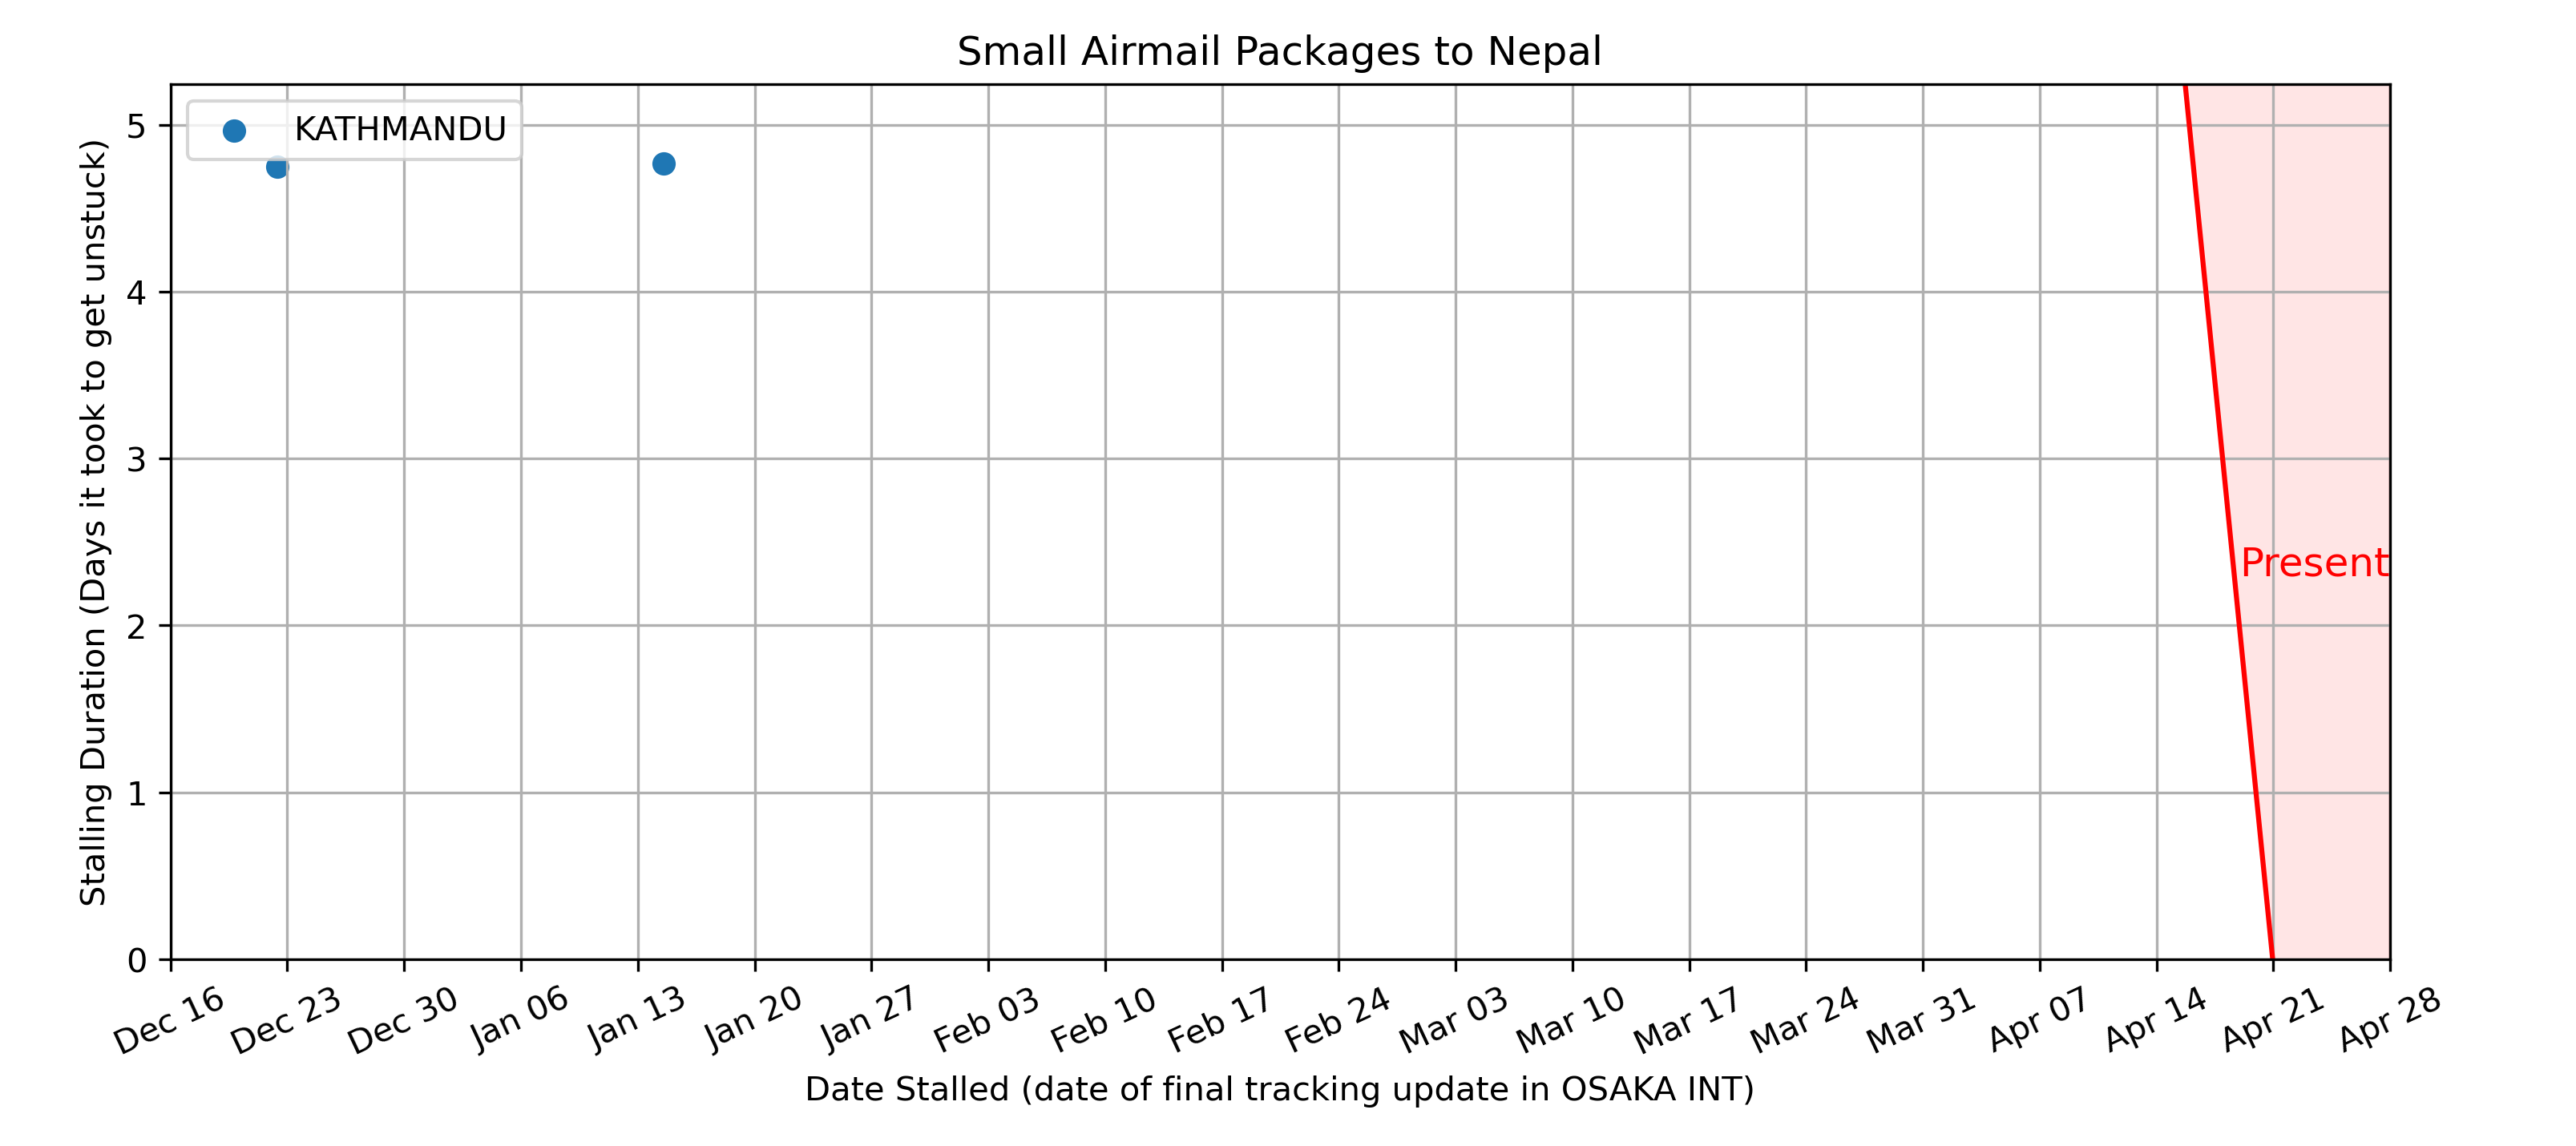 Small Airmail Packages to Nepal
KATHMANDU
Stalling Duration (Days it took to get unstuck)
5
4
3
2
1
0
Present
Dec 16
Dec 23
Dec 30
Jan 06
Jan 13
Jan 20
Jan 27
Feb 03
Feb 10
Feb 17
Feb 24
Mar 03
Mar 10
Mar 17
Mar 24
Mar 31
Apr 07
Apr 14
Apr 21
Apr 28
Date Stalled (date of final tracking update in OSAKA INT)